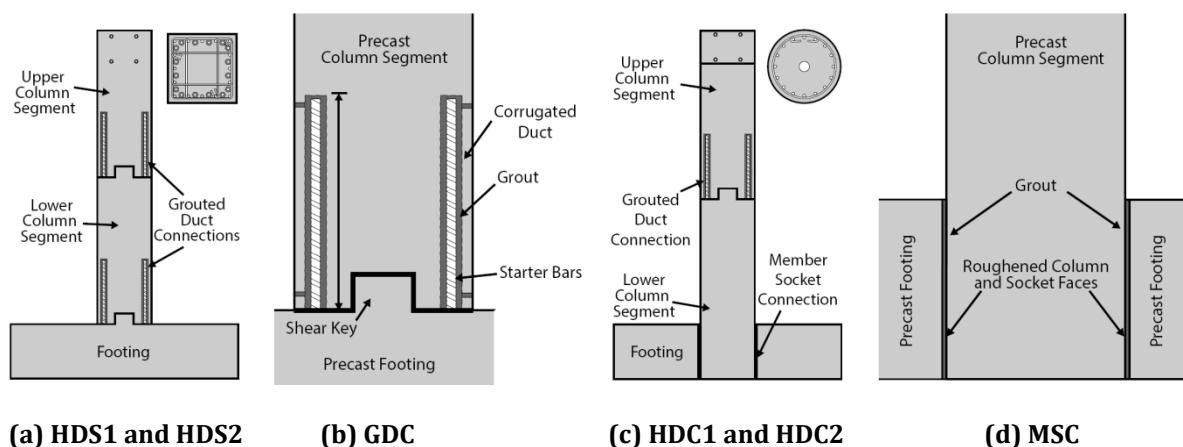 Upper
Column
Segment
Lower
Column
Segment
Grouted
Duct
Connections
Footing
Precast
Column Segment
Corrugated
Duct
Grout
Starter Bars
Shear Key
Precast Footing
Upper
Column
Segment
Grouted
Duct
Connection
Lower
Column
Segment
Member
Socket
Connection
Footing
Precast
Column Segment
Grout
Roughened Column
and Socket Faces
Precast Footing
Precast Footing
(a) HDS1 and HDS2
(b) GDC
(c) HDC1 and HDC2
(d) MSC